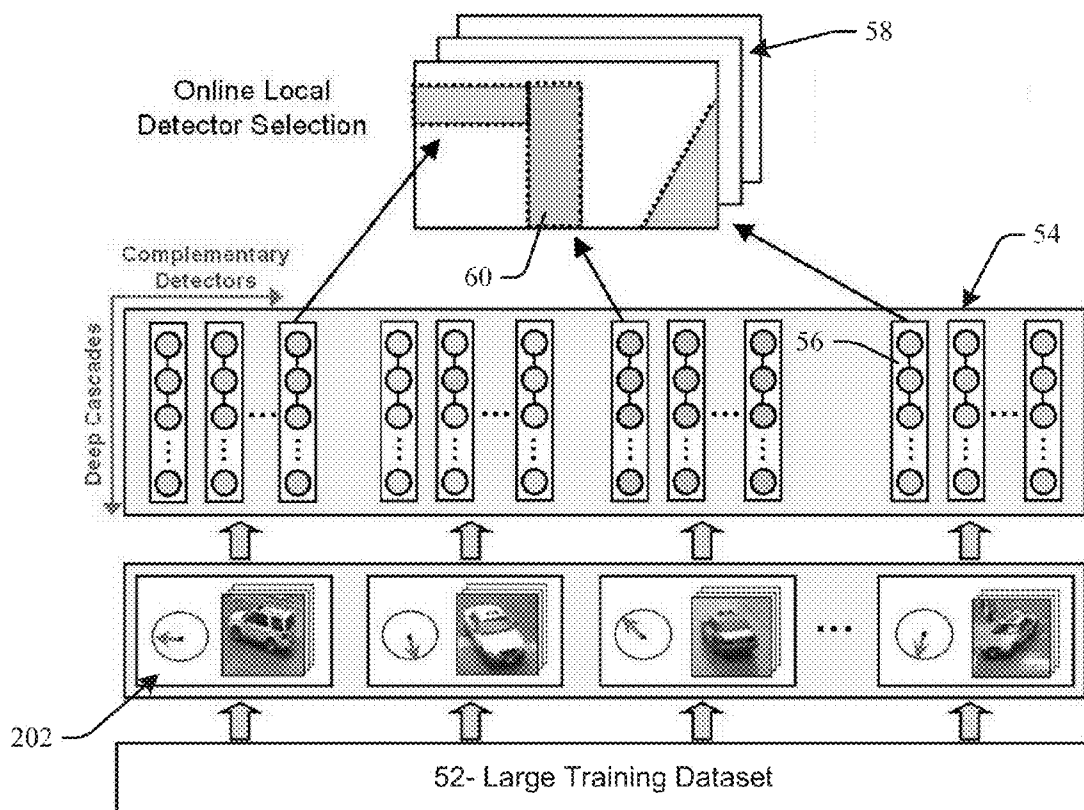 58
Online Local
Detector Selection
60
54
Complementary
Detectors
56
Deep Cascades
202
52- Large Training Dataset